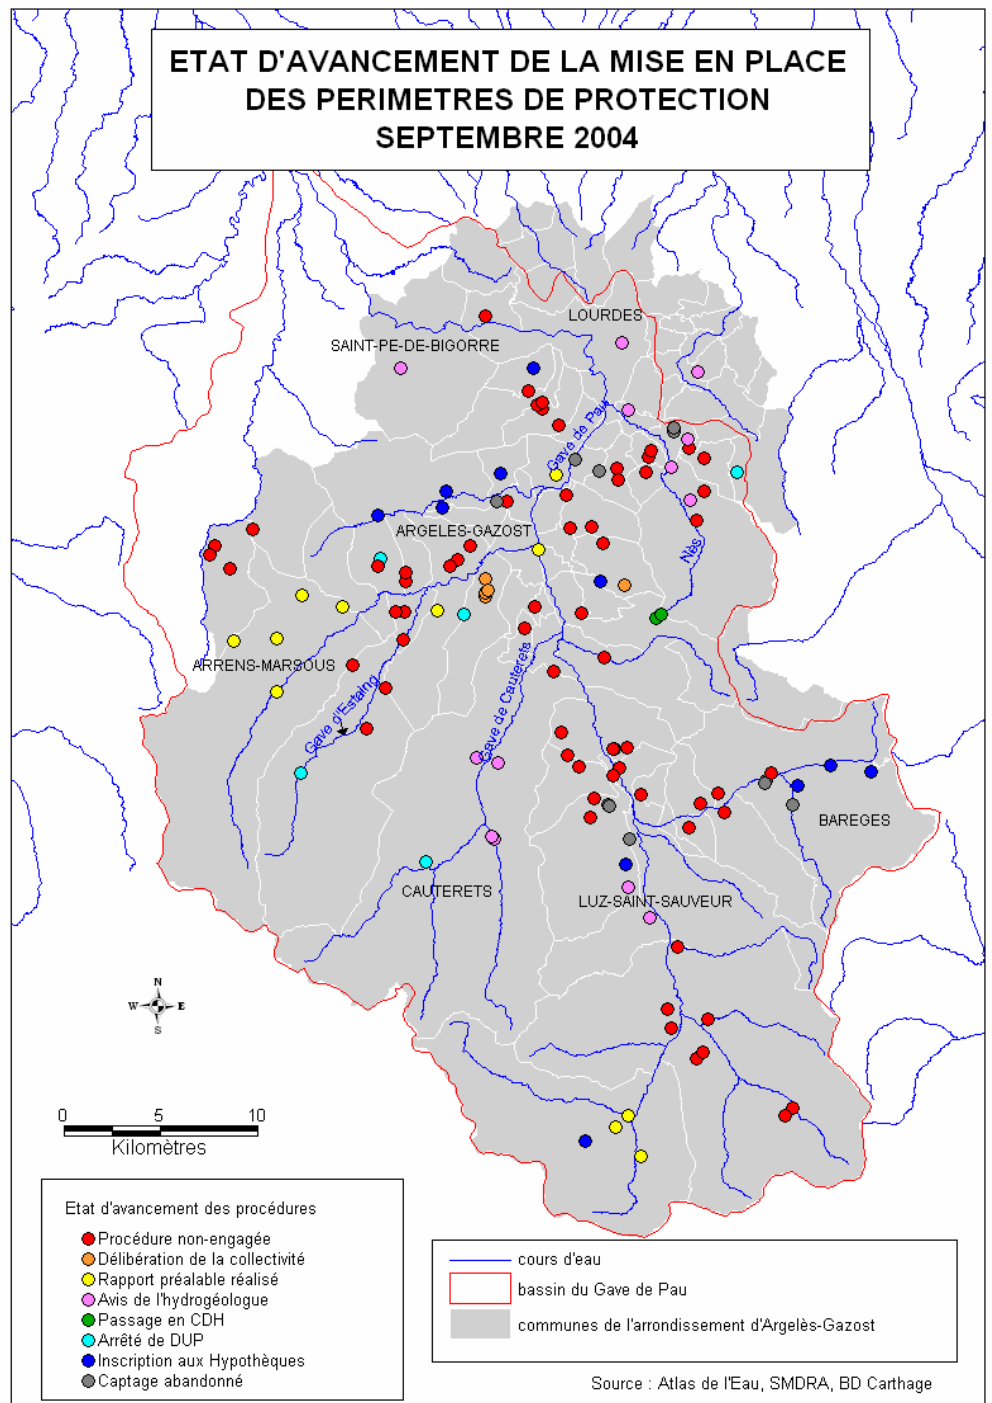 ETAT D'AVANCEMENT DE LA MISE EN PLACE
DES PERIMETRES DE PROTECTION
SEPTEMBRE 2004
LOURDES
SAINT-PE-DE-BIGORRE
Gave de Pau
ARGELES-GAZOST
Nès
ARRENS-MARSOUS
Gave d'Estaing
Gave de Cauterets
BAREGES
CAUTERETS
LUZ-SAINT-SAUVEUR
N
W E
S
0 5 10
Kilomètres
Etat d'avancement des procédures
Procédure non-engagée
Délibération de la collectivité
Rapport préalable réalisé
Avis de l'hydrogéologue
Passage en CDH
Arrêté de DUP
Inscription aux Hypothèques
Captage abandonné
cours d'eau
bassin du Gave de Pau
communes de l'arrondissement d'Argelès-Gazost
Source : Atlas de l'Eau, SMDRA, BD Carthage